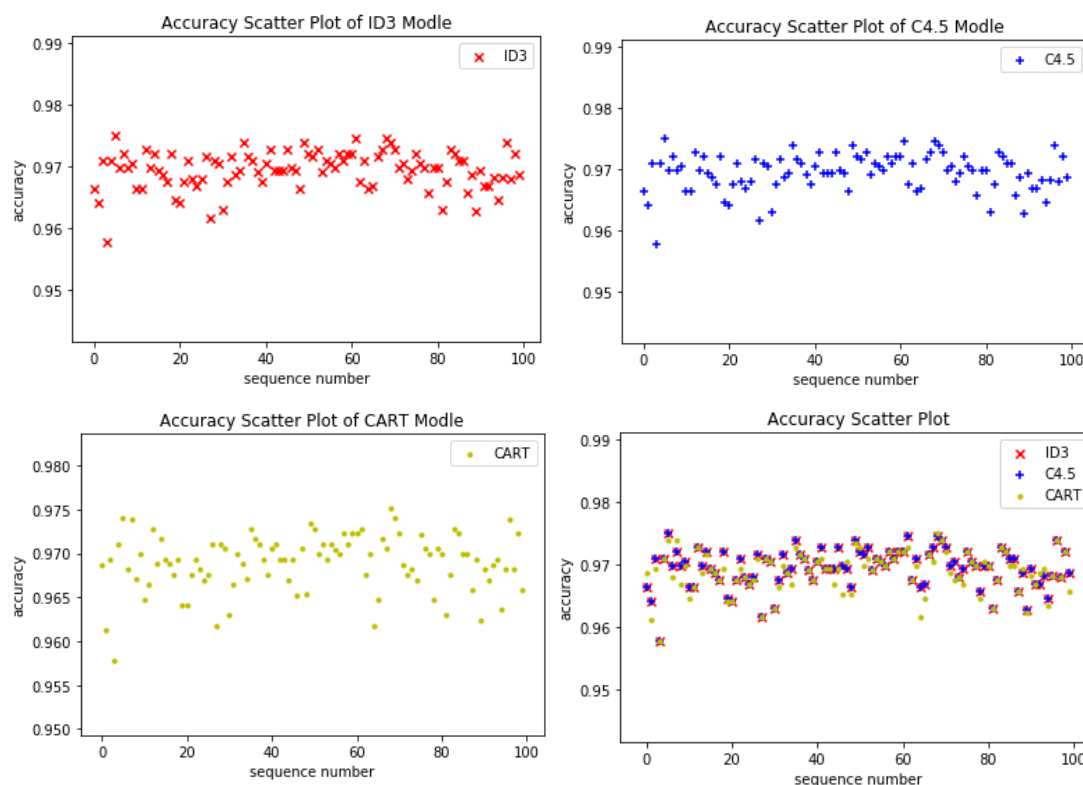 Accuracy Scatter Plot of ID3 Modle
0.99
0.98
0.97
0.96
0.95
accuracy
ID3
0 20 40 60 80 100
sequence number
Accuracy Scatter Plot of C4.5 Modle
0.99
0.98
0.97
0.96
0.95
accuracy
C4.5
0 20 40 60 80 100
sequence number
Accuracy Scatter Plot of CART Modle
0.980
0.975
0.970
0.965
0.960
0.955
0.950
accuracy
CART
0 20 40 60 80 100
sequence number
Accuracy Scatter Plot
0.99
0.98
0.97
0.96
0.95
accuracy
ID3
C4.5
CART
0 20 40 60 80 100
sequence number